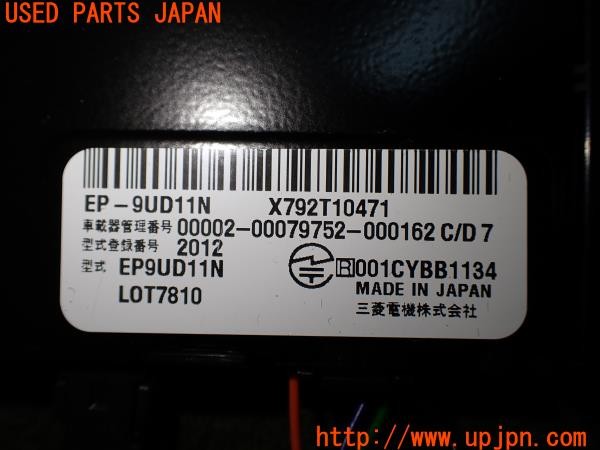 USED PARTS JAPAN
EP-9UD11N X792T10471
車載器管理番号 00002-00079752-000162 C/D 7
型式登録番号 2012
型式 EP9UD11N
R 001CYBB1134
LOT7810
MADE IN JAPAN
三菱電機株式会社
www.upjpn.com